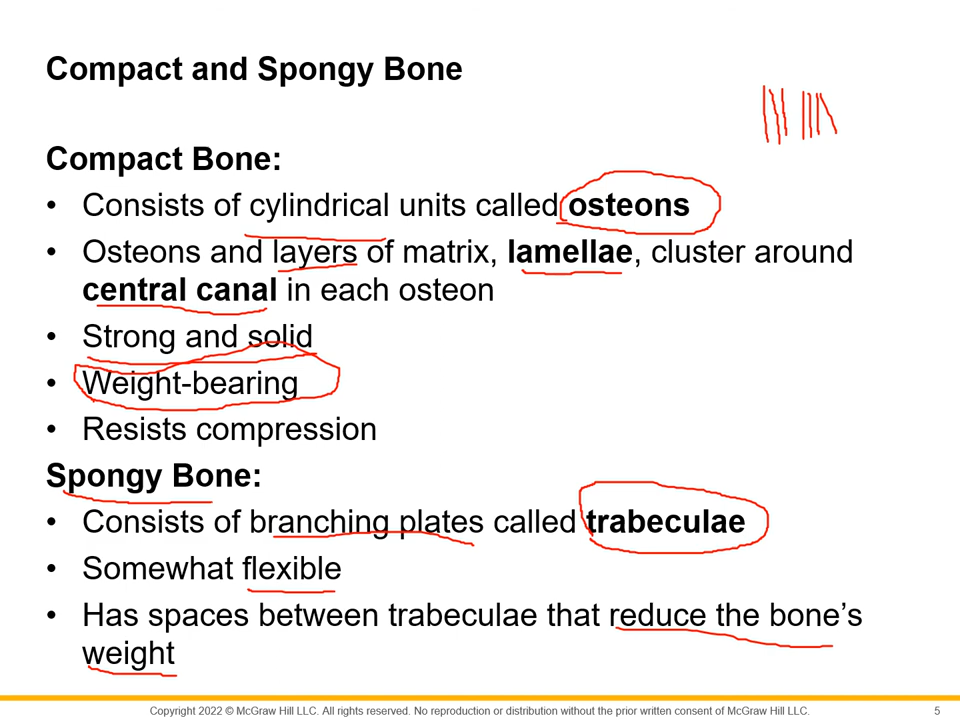 Compact and Spongy Bone
Compact Bone:
• Consists of cylindrical units called osteons
• Osteons and layers of matrix, lamellae, cluster around
central canal in each osteon
• Strong and solid
• Weight-bearing
• Resists compression
Spongy Bone:
• Consists of branching plates called trabeculae
• Somewhat flexible
• Has spaces between trabeculae that reduce the bone’s
weight
Copyright 2022 © McGraw Hill LLC. All rights reserved. No reproduction or distribution without the prior written consent of McGraw Hill LLC.
5